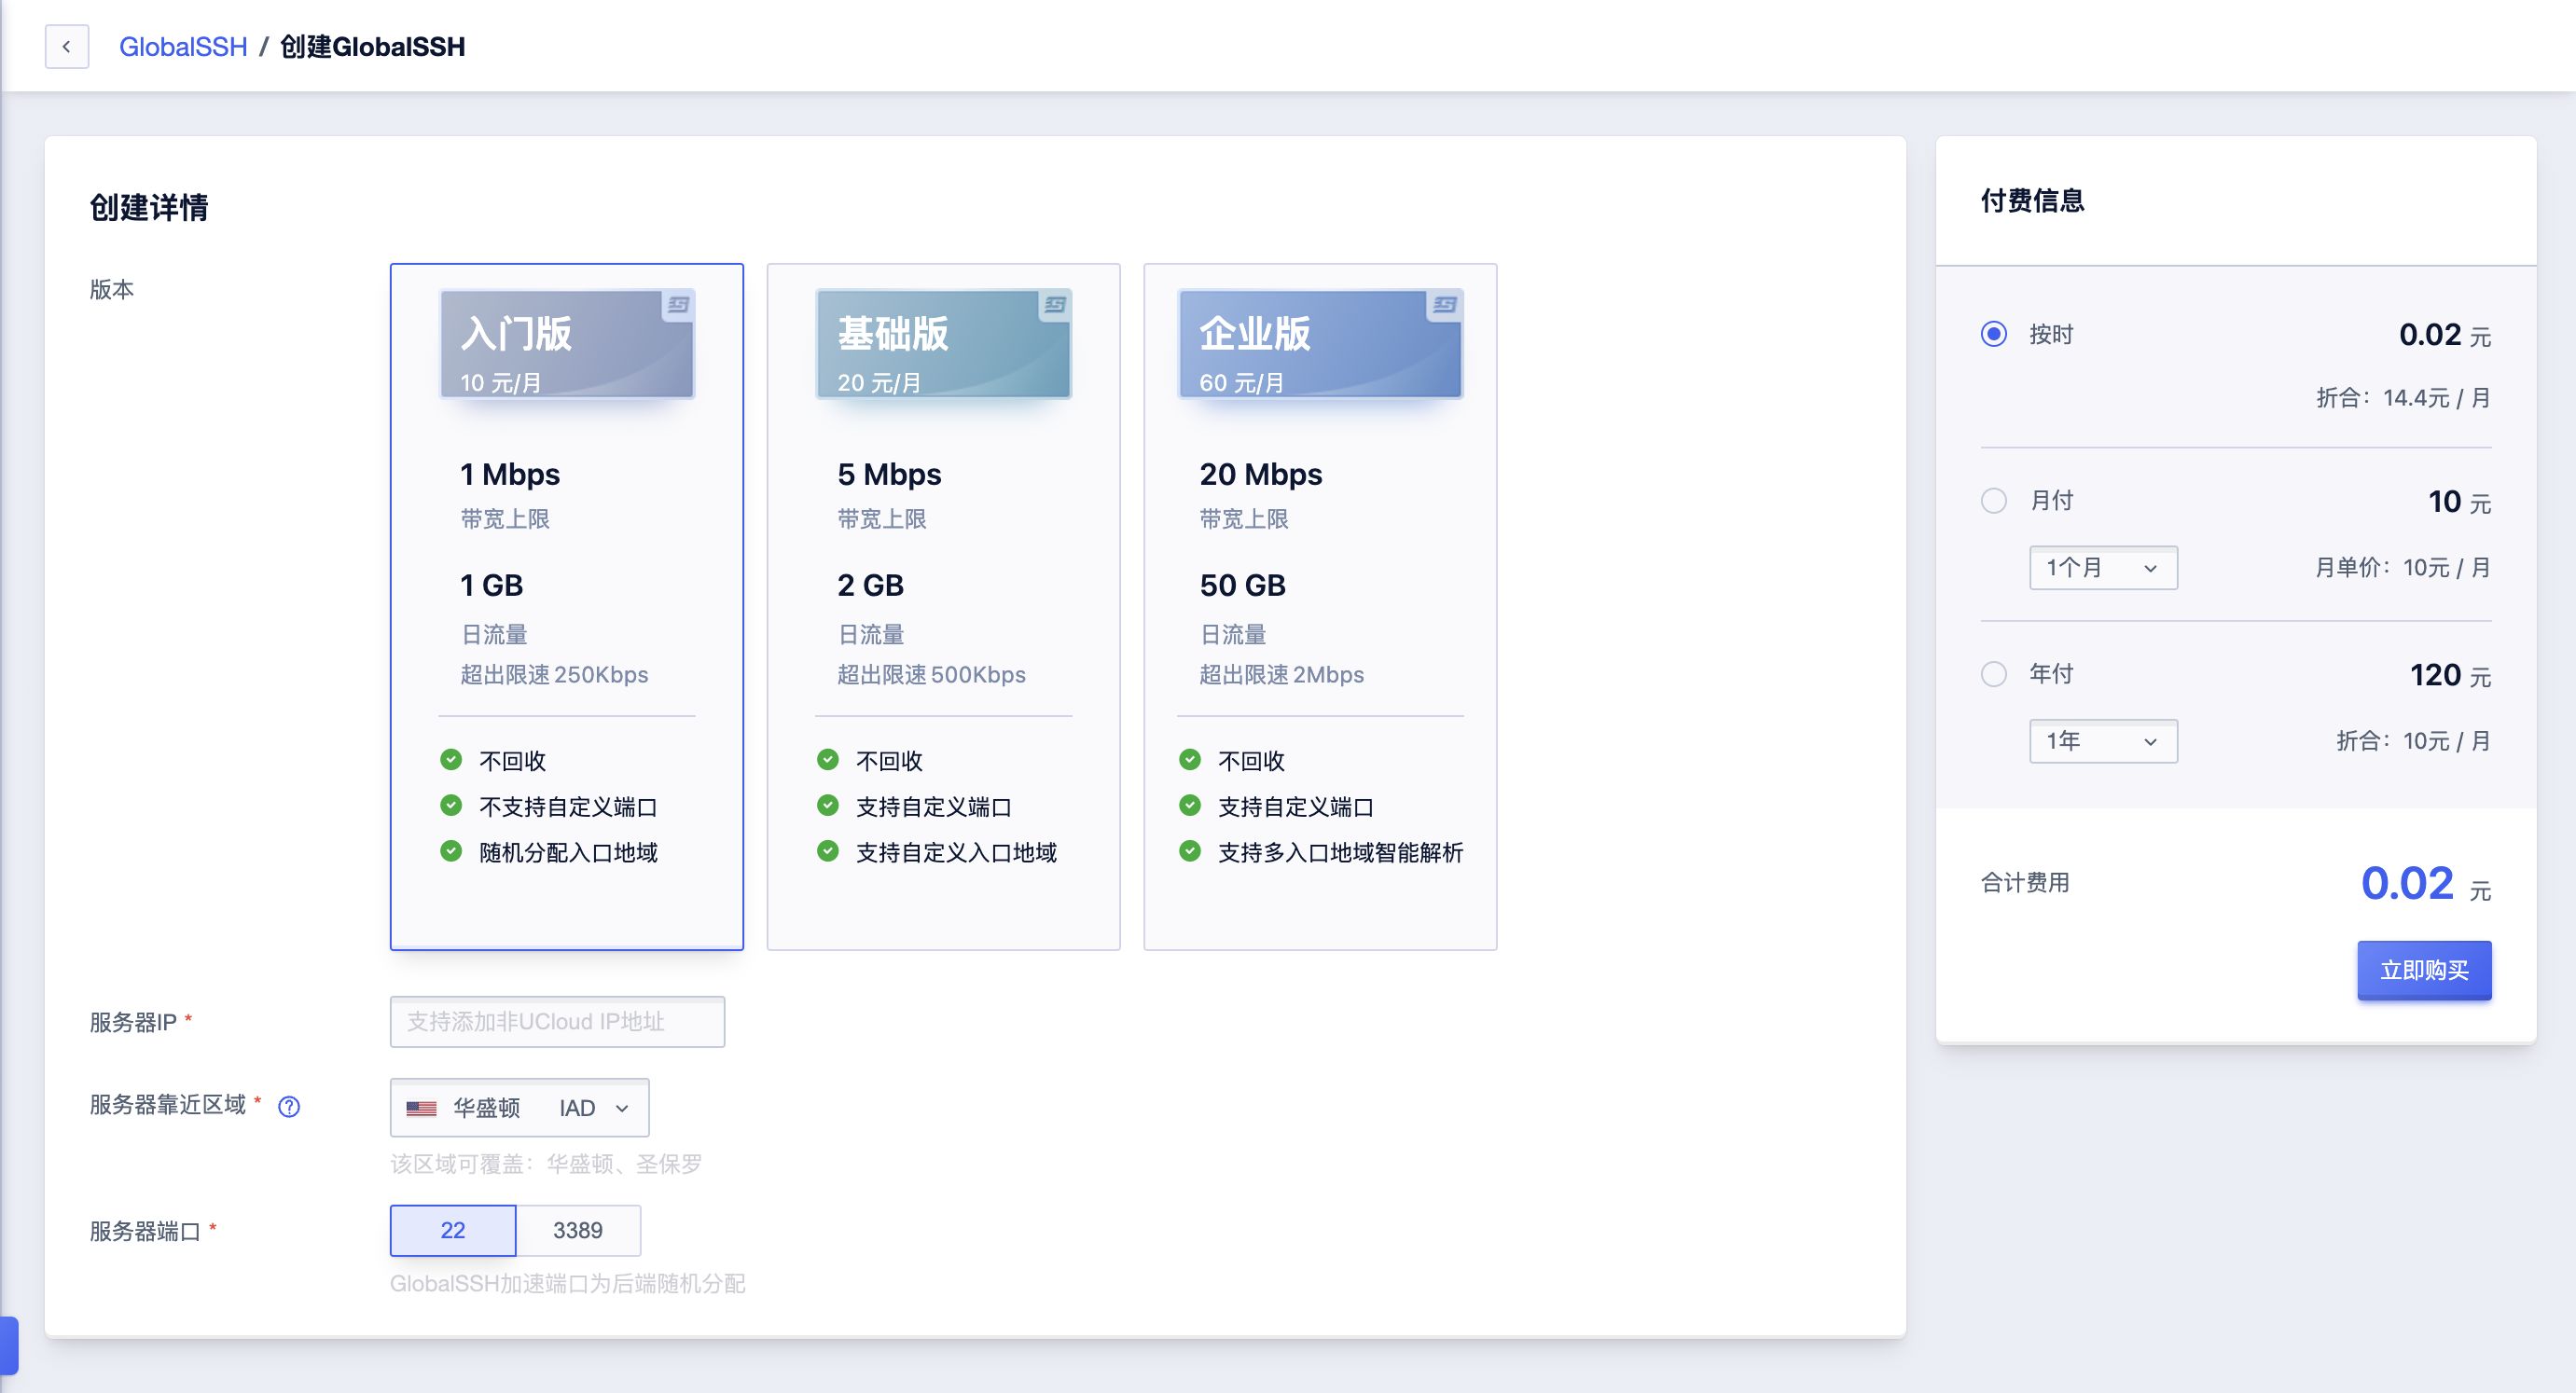 GlobalSSH / 创建GlobalSSH
创建详情
版本
入门版
10 元/月
1 Mbps
带宽上限
1 GB
日流量
超出限速 250Kbps
不回收
不支持自定义端口
随机分配入口地域
基础版
20 元/月
5 Mbps
带宽上限
2 GB
日流量
超出限速 500Kbps
不回收
支持自定义端口
支持自定义入口地域
企业版
60 元/月
20 Mbps
带宽上限
50 GB
日流量
超出限速 2Mbps
不回收
支持自定义端口
支持多入口地域智能解析
服务器IP *
支持添加非UCloud IP地址
服务器靠近区域 * ?
华盛顿 IAD
该区域可覆盖：华盛顿、圣保罗
服务器端口 *
22 3389
GlobalSSH加速端口为后端随机分配
付费信息
按时 0.02 元
折合：14.4元 / 月
月付 10 元
1个月 月单价：10元 / 月
年付 120 元
1年 折合：10元 / 月
合计费用 0.02 元
立即购买